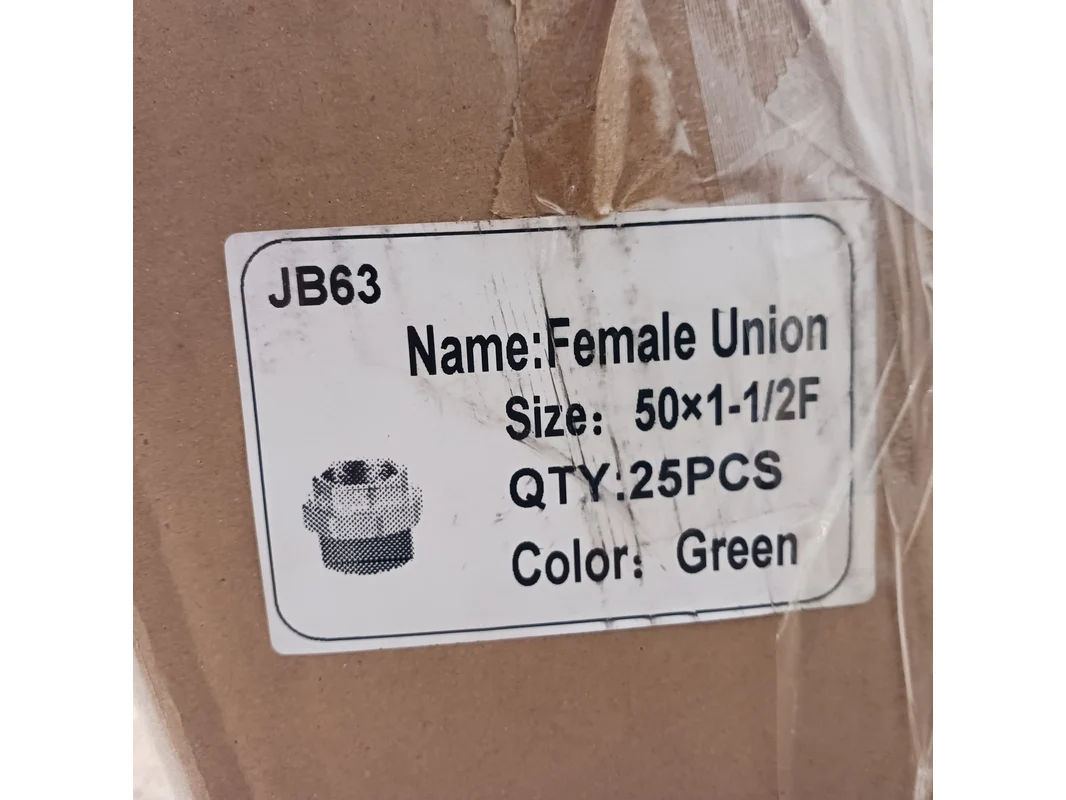 JB63
Name:Female Union
Size: 50×1-1/2F
QTY:25PCS
Color: Green